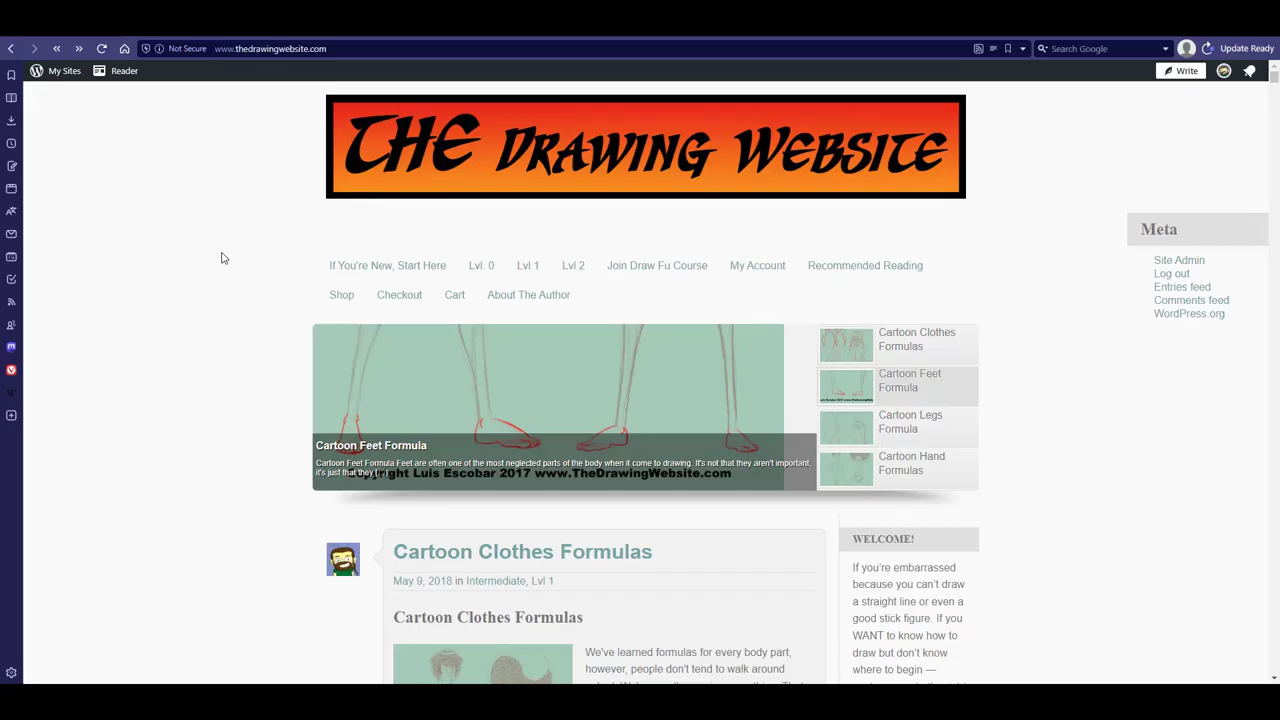 Not Secure www.thedrawingwebsite.com Search Google Update Ready
My Sites Reader Write
THE DRAWING WEBSITE
Meta
Site Admin
Log out
Entries feed
Comments feed
WordPress.org
If You're New, Start Here Lvl. 0 Lvl 1 Lvl 2 Join Draw Fu Course My Account Recommended Reading
Shop Checkout Cart About The Author
Cartoon Feet Formula
Cartoon Feet Formula Feet are often one of the most neglected parts of the body when it come to drawing. It's not that they aren't important,
it's just that they
Copyright Luis Escobar 2017 www.TheDrawingWebsite.com
Cartoon Clothes
Formulas
Cartoon Feet
Formula
Cartoon Legs
Formula
Cartoon Hand
Formulas
Cartoon Clothes Formulas
May 9, 2018 in Intermediate, Lvl 1
Cartoon Clothes Formulas
We've learned formulas for every body part,
however, people don't tend to walk around
WELCOME!
If you're embarrassed
because you can't draw
a straight line or even a
good stick figure. If you
WANT to know how to
draw but don't know
where to begin —